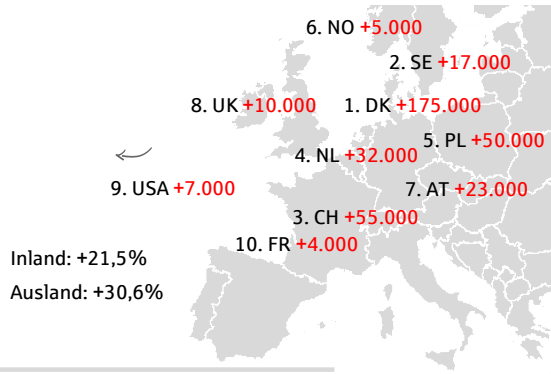 6. NO +5.000
2. SE +17.000
8. UK +10.000
1. DK +175.000
5. PL +50.000
4. NL +32.000
9. USA +7.000
7. AT +23.000
3. CH +55.000
10. FR +4.000
Inland: +21,5%
Ausland: +30,6%